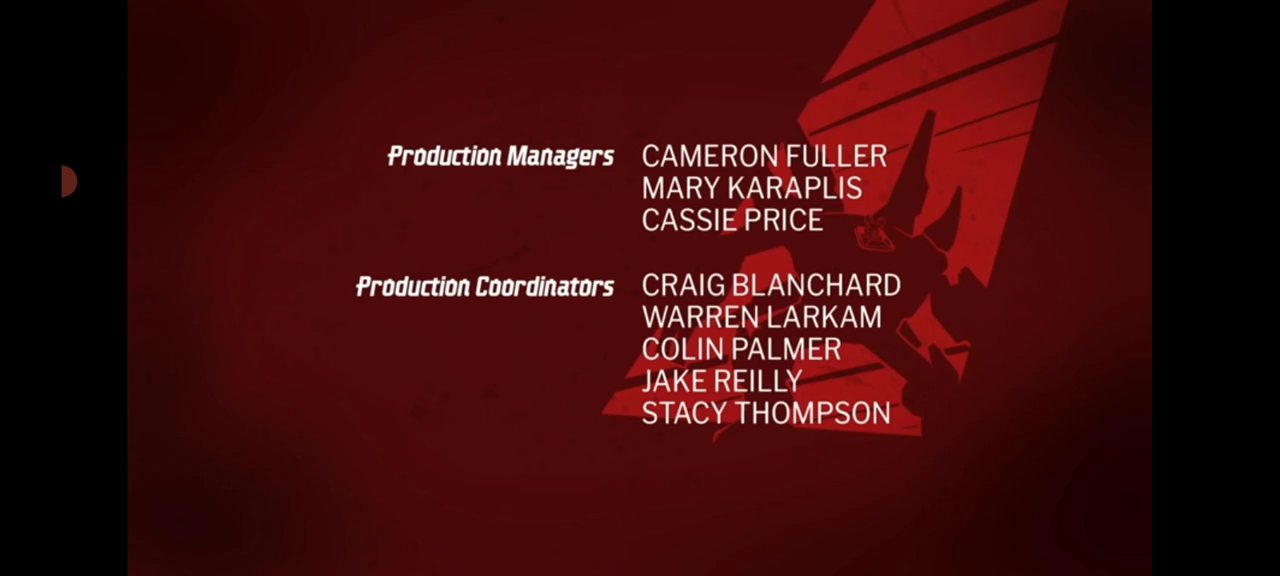 Production Managers CAMERON FULLER
MARY KARAPLIS
CASSIE PRICE
Production Coordinators CRAIG BLANCHARD
WARREN LARKAM
COLIN PALMER
JAKE REILLY
STACY THOMPSON